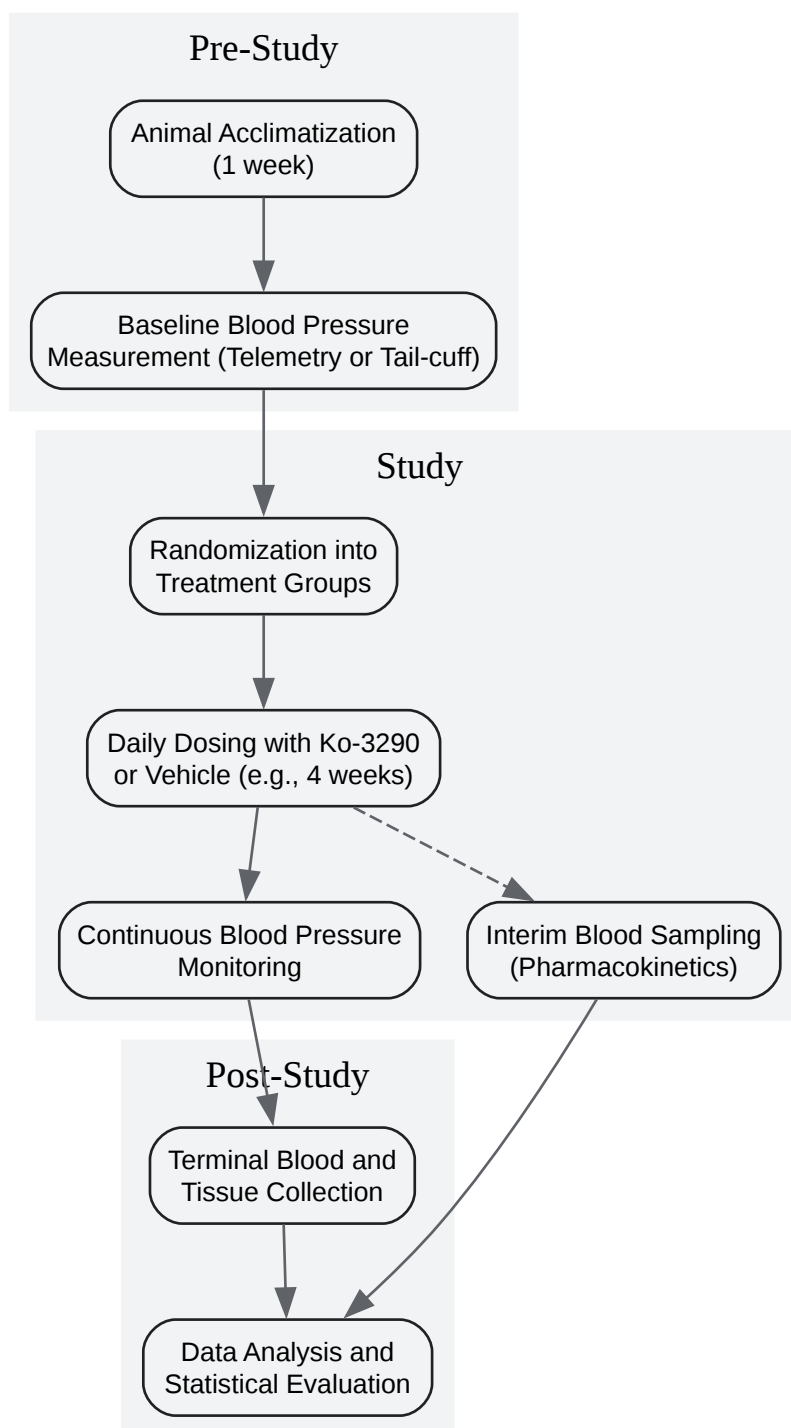 Pre-Study
Animal Acclimatization
(1 week)
Baseline Blood Pressure
Measurement (Telemetry or Tail-cuff)
Study
Randomization into
Treatment Groups
Daily Dosing with Ko-3290
or Vehicle (e.g., 4 weeks)
Continuous Blood Pressure
Monitoring
Interim Blood Sampling
(Pharmacokinetics)
Post-Study
Terminal Blood and
Tissue Collection
Data Analysis and
Statistical Evaluation